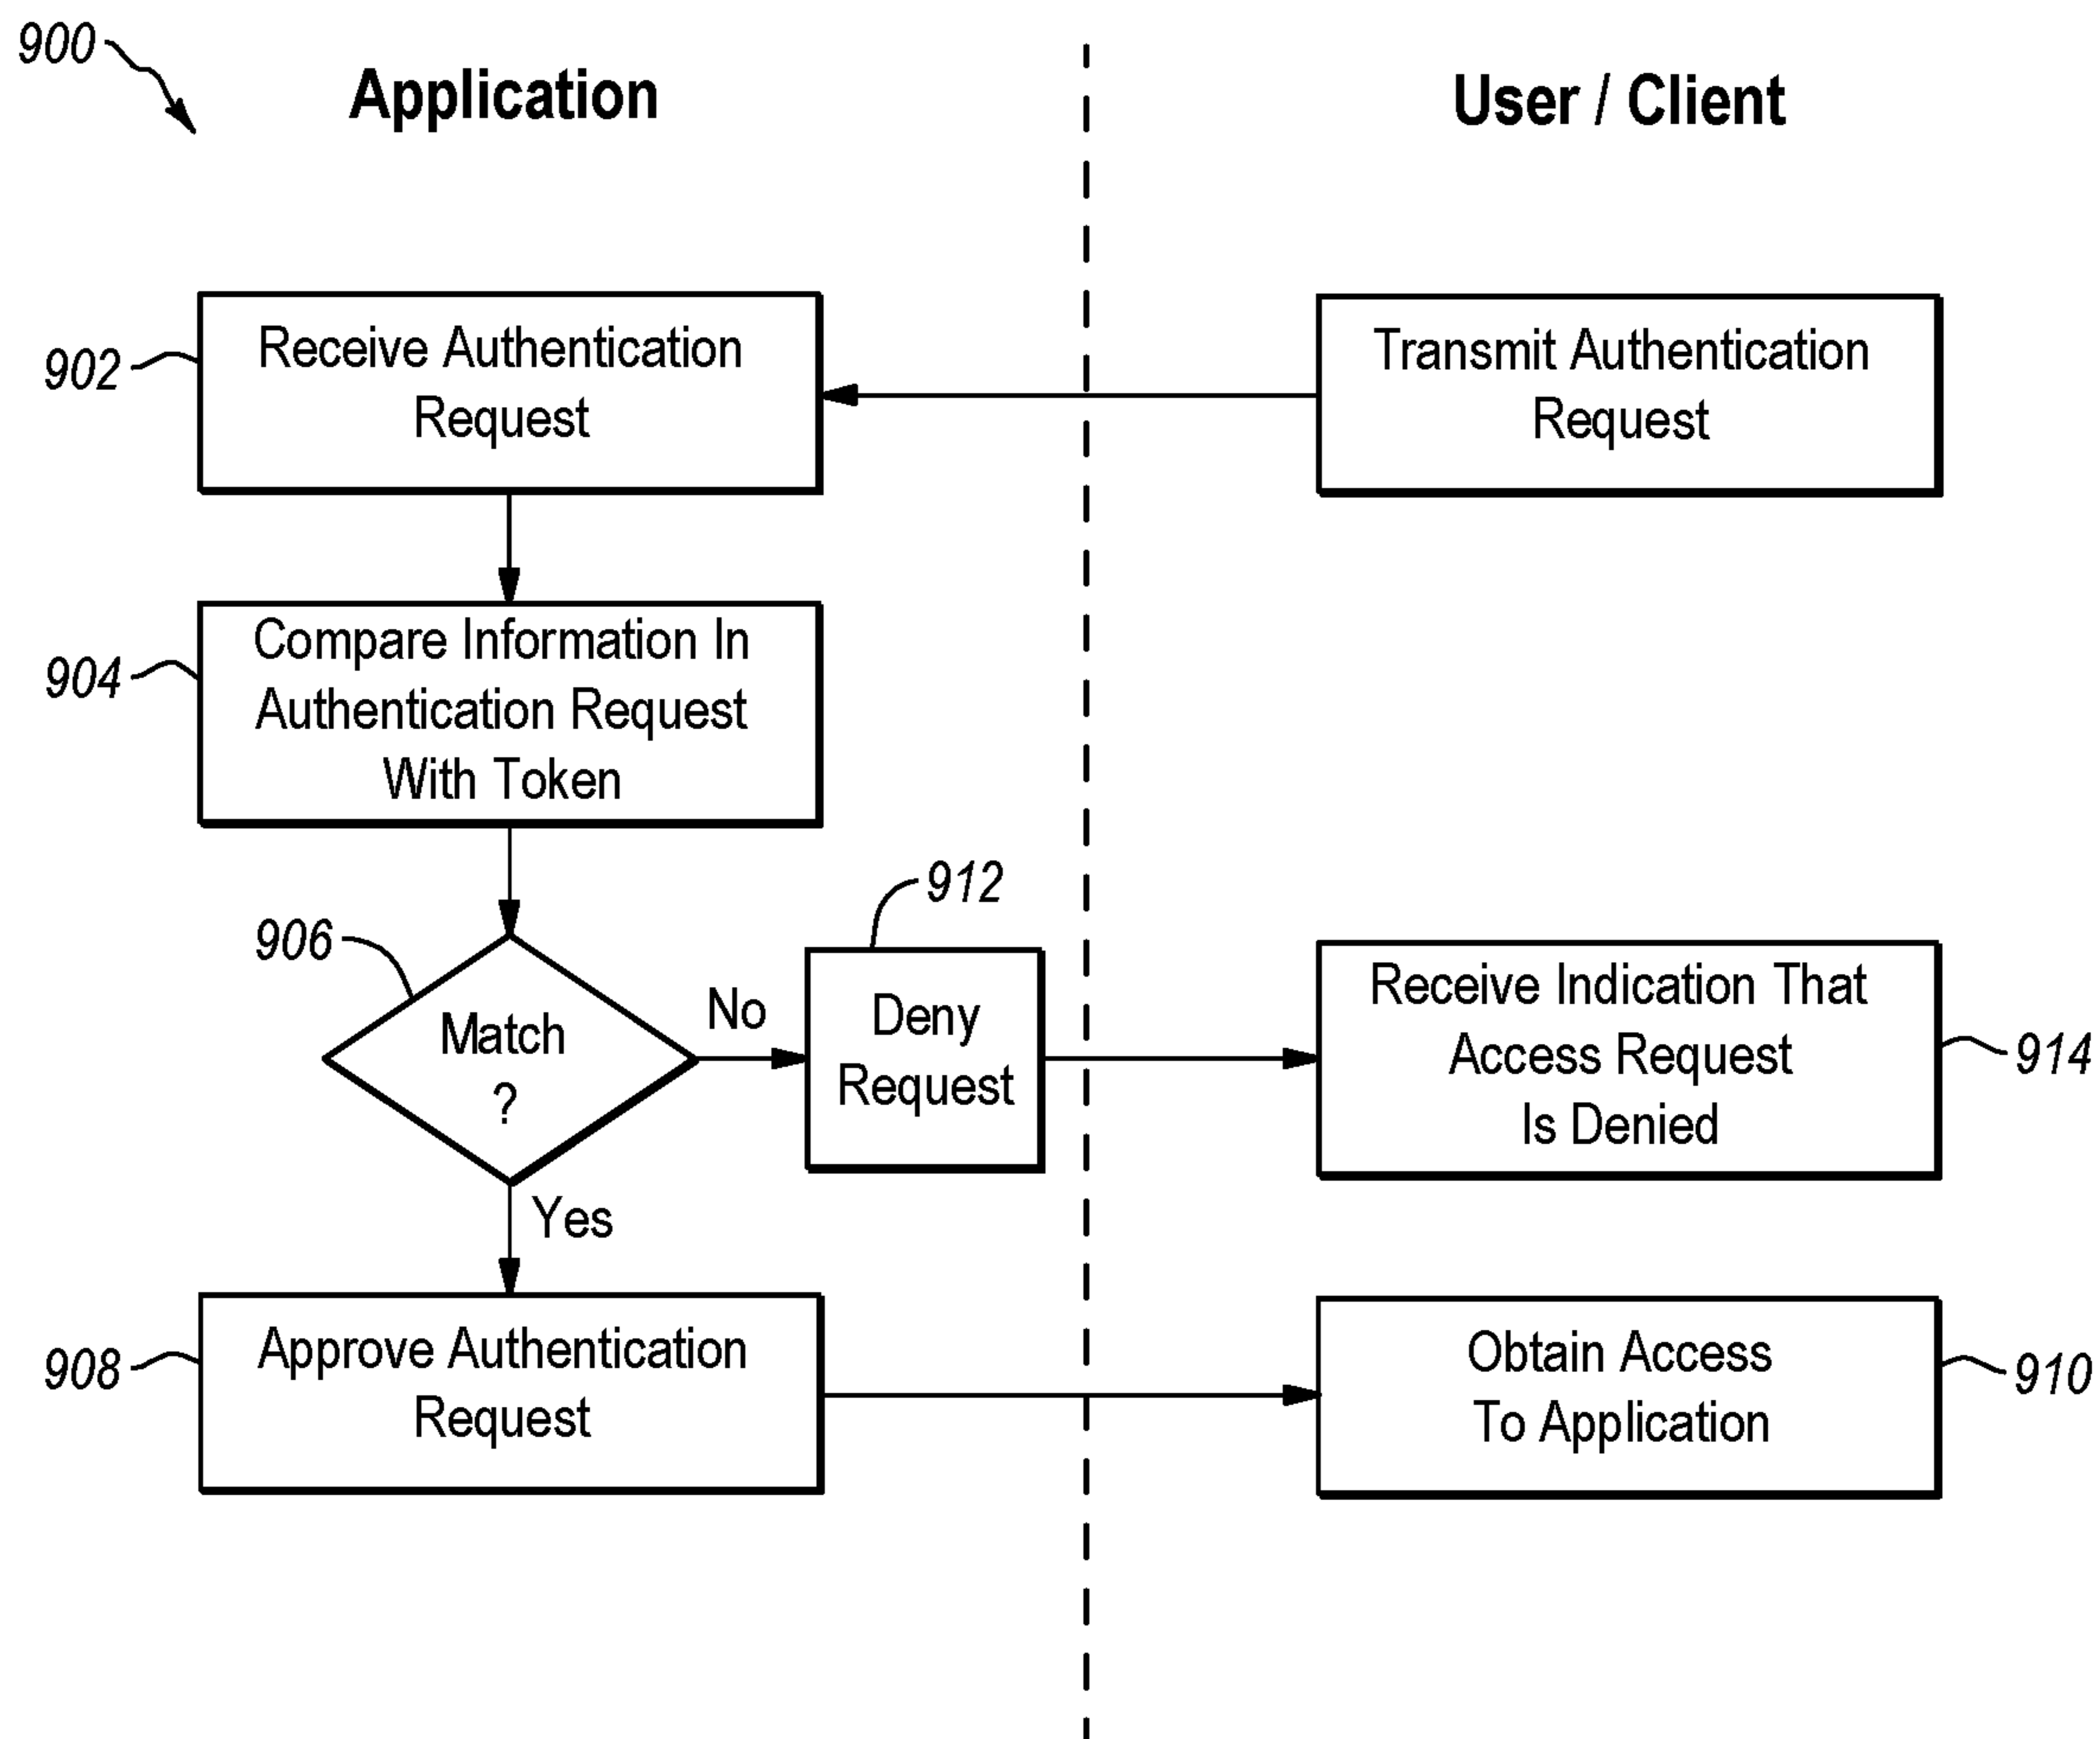 900
Application
User / Client
902
Receive Authentication
Request
Transmit Authentication
Request
904
Compare Information In
Authentication Request
With Token
906
Match
?
No
912
Deny
Request
Receive Indication That
Access Request
Is Denied
914
Yes
908
Approve Authentication
Request
Obtain Access
To Application
910